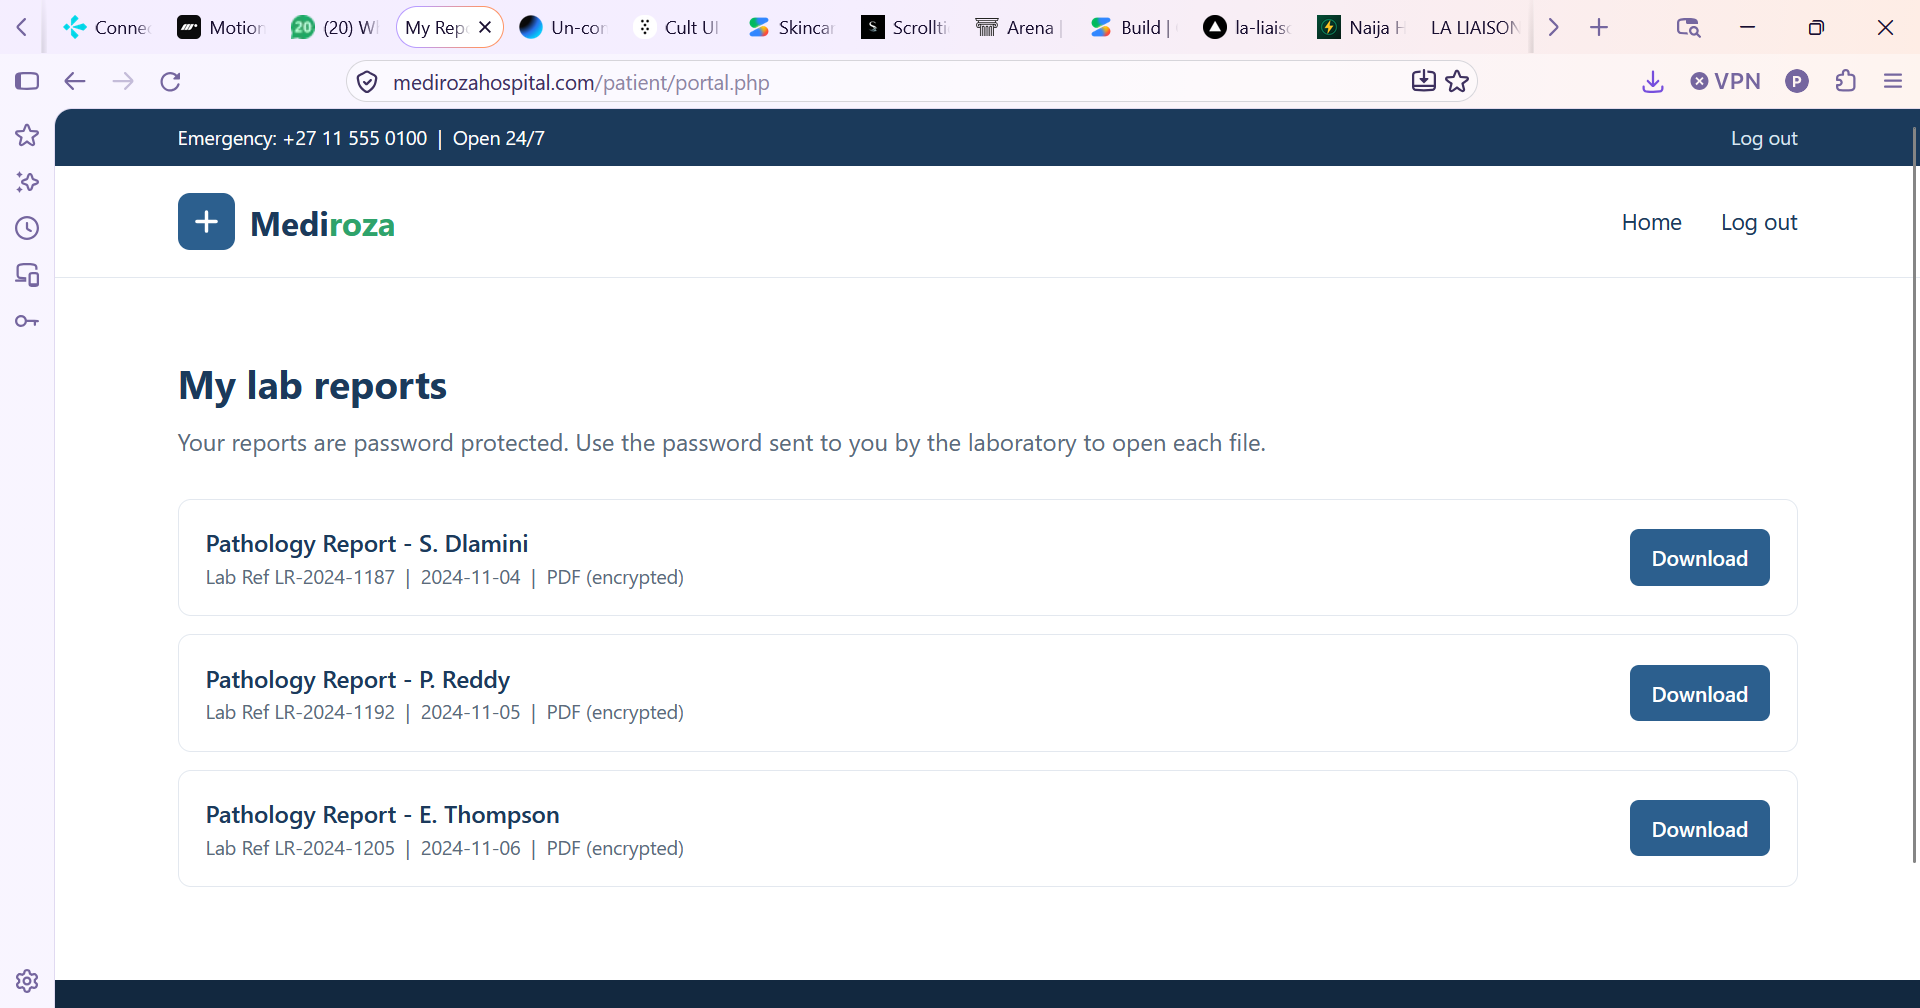 Connec
Motion
(20) W
My Rep
Un-con
Cult UI
Skincar
Scrollti
Arena |
Build |
la-liaiso
Naija H
LA LIAISON
medirozahospital.com/patient/portal.php
VPN
P
Emergency: +27 11 555 0100 | Open 24/7
Log out
Mediroza
Home
Log out
My lab reports
Your reports are password protected. Use the password sent to you by the laboratory to open each file.
Pathology Report - S. Dlamini
Lab Ref LR-2024-1187 | 2024-11-04 | PDF (encrypted)
Download
Pathology Report - P. Reddy
Lab Ref LR-2024-1192 | 2024-11-05 | PDF (encrypted)
Download
Pathology Report - E. Thompson
Lab Ref LR-2024-1205 | 2024-11-06 | PDF (encrypted)
Download